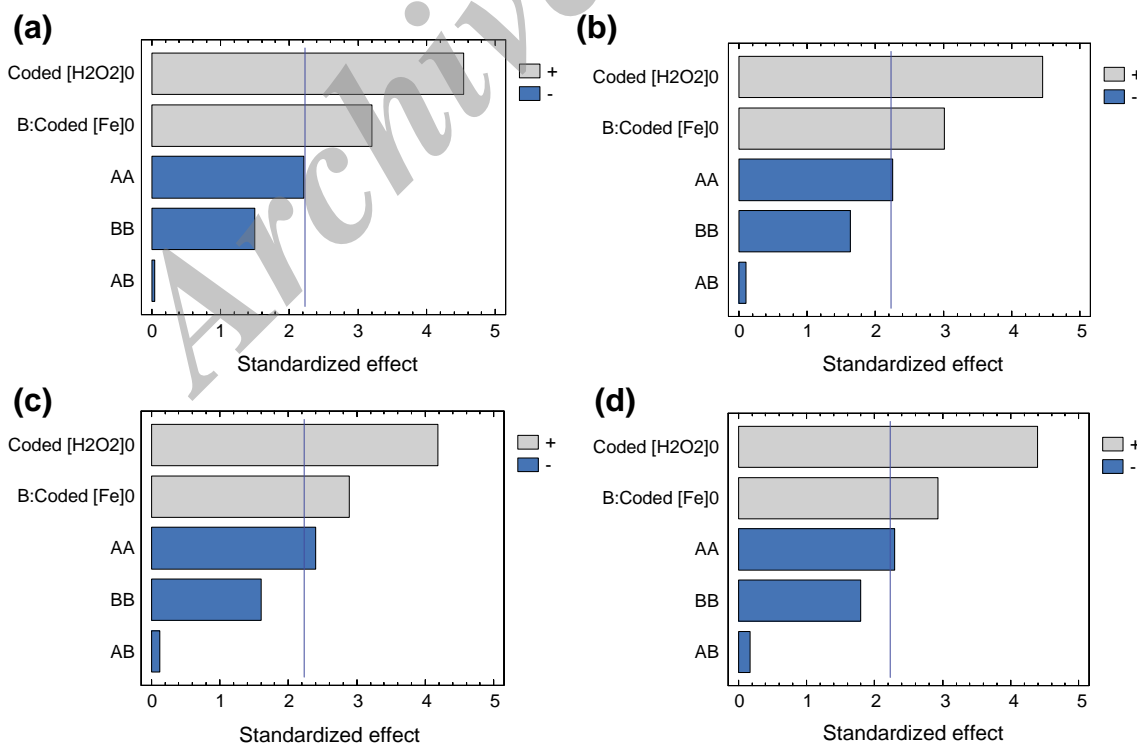 (a)
Coded [H2O2]0
B:Coded [Fe]0
AA
BB
AB
0 1 2 3 4 5
Standardized effect
+
-
(b)
Coded [H2O2]0
B:Coded [Fe]0
AA
BB
AB
0 1 2 3 4 5
Standardized effect
+
-
(c)
Coded [H2O2]0
B:Coded [Fe]0
AA
BB
AB
0 1 2 3 4 5
Standardized effect
+
-
(d)
Coded [H2O2]0
B:Coded [Fe]0
AA
BB
AB
0 1 2 3 4 5
Standardized effect
+
-
Archiv